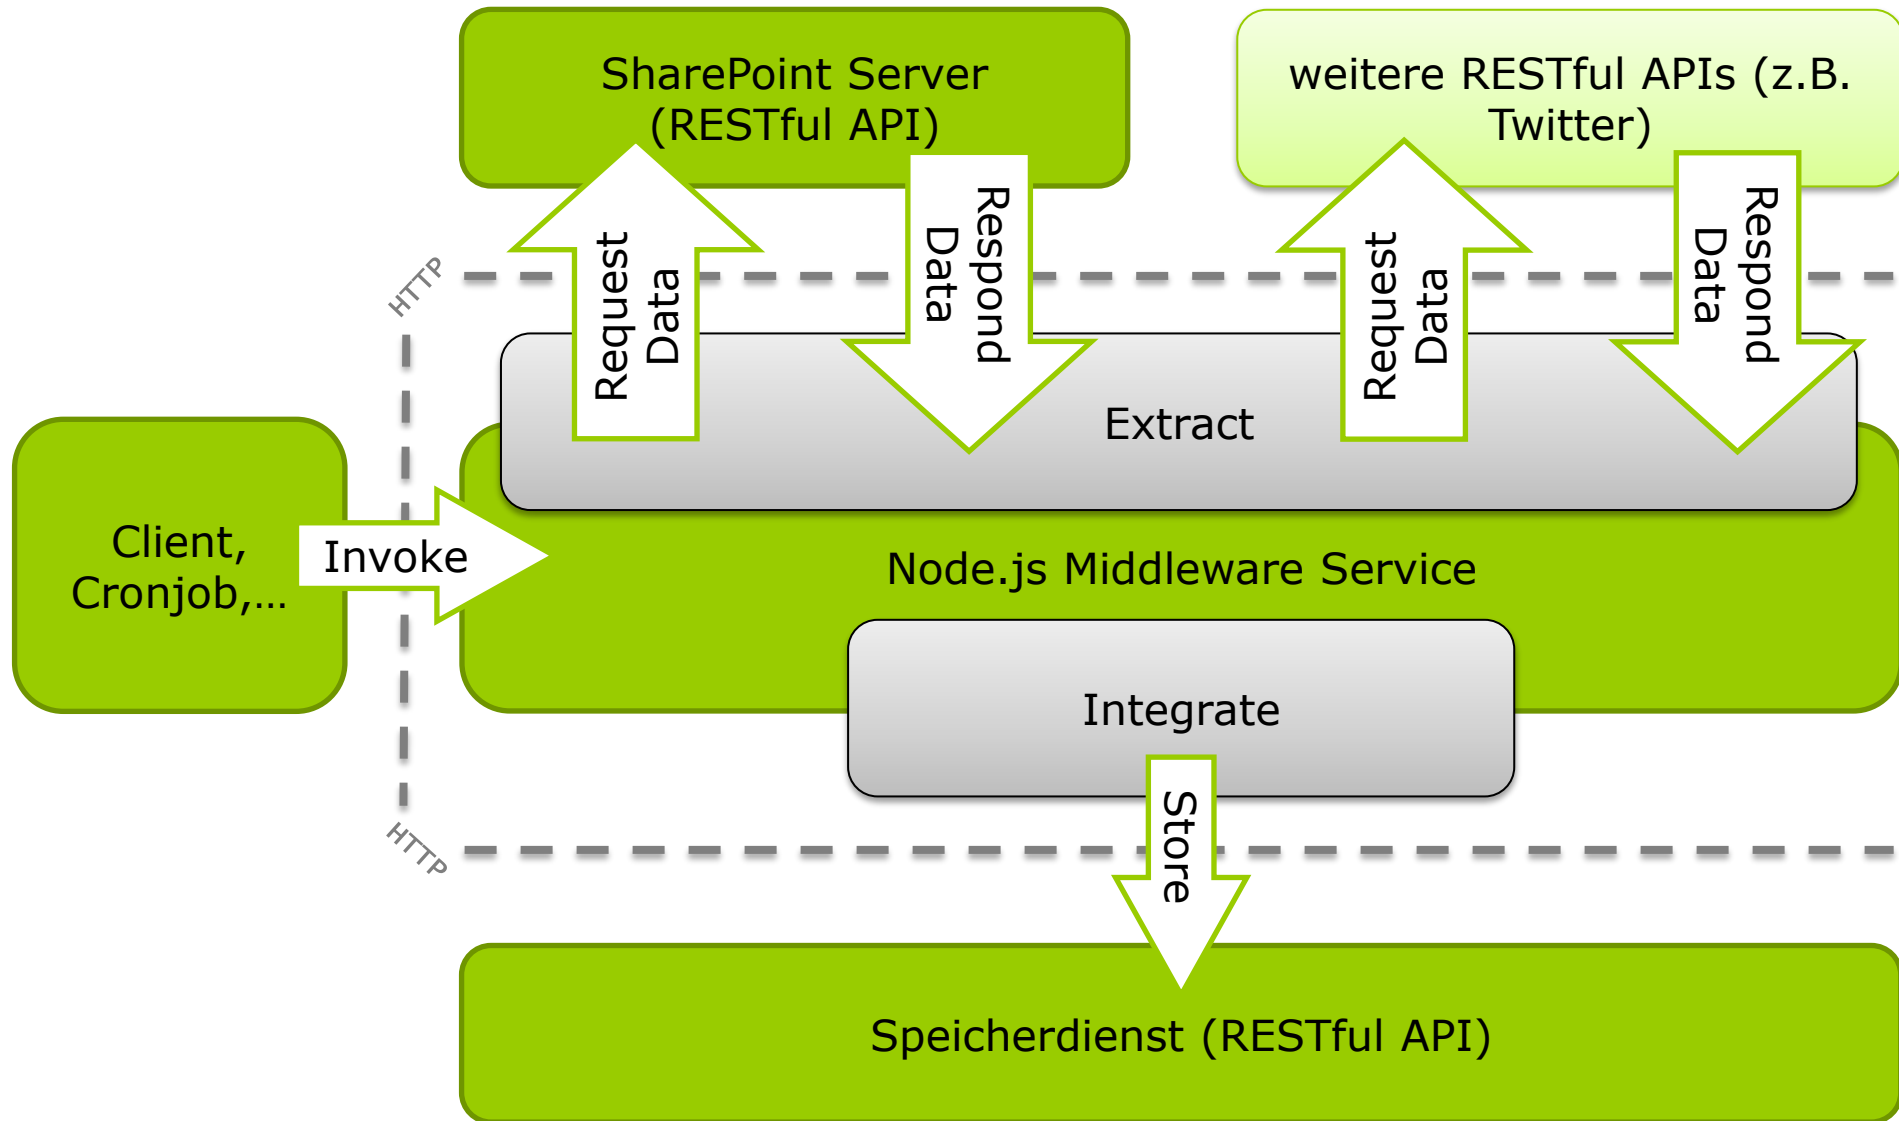 SharePoint Server
(RESTful API)
weitere RESTful APIs (z.B.
Twitter)
Request
Data
Respond
Data
Request
Data
Respond
Data
HTTP
Extract
Client,
Cronjob,...
Invoke
Node.js Middleware Service
Integrate
Store
HTTP
Speicherdienst (RESTful API)